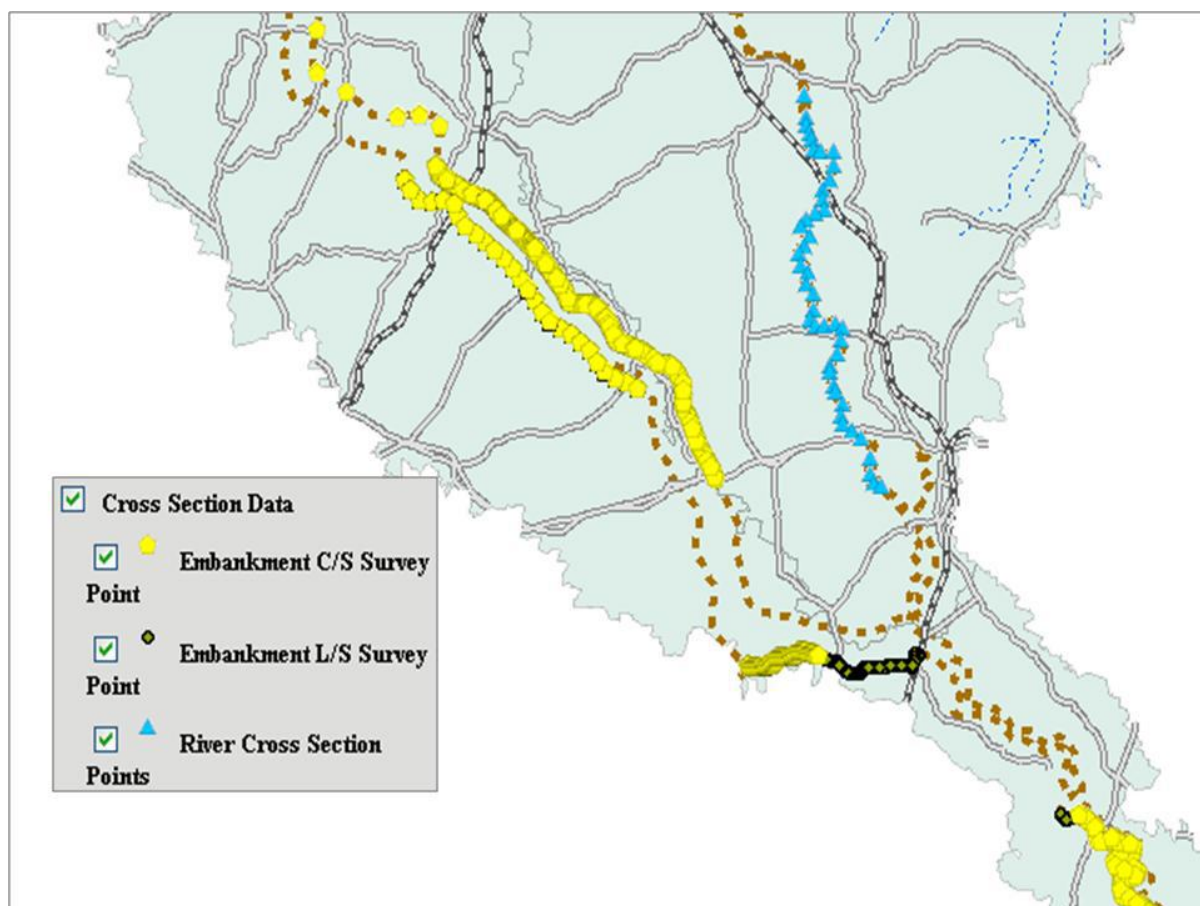 Cross Section Data
Embankment C/S Survey
Point
Embankment L/S Survey
Point
River Cross Section
Points